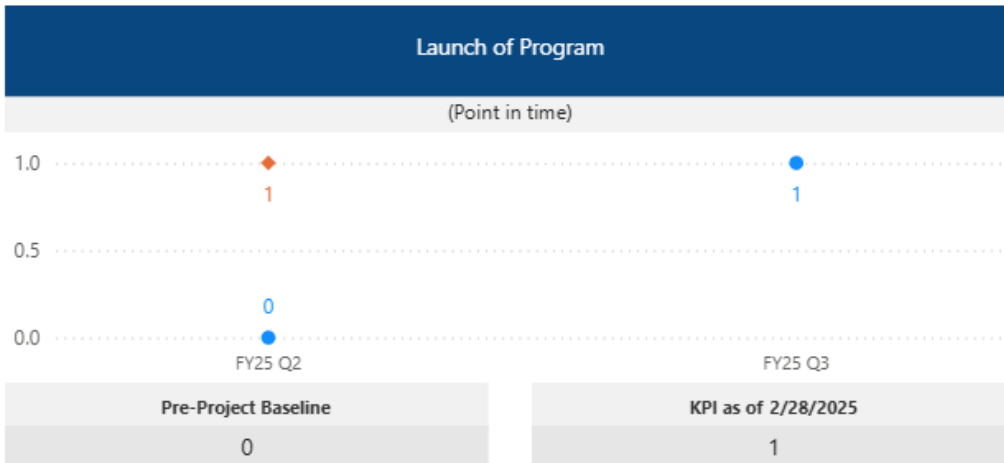 Launch of Program
(Point in time)
1.0
1
1
0.5
0
0.0
FY25 Q2 FY25 Q3
Pre-Project Baseline KPI as of 2/28/2025
0 1